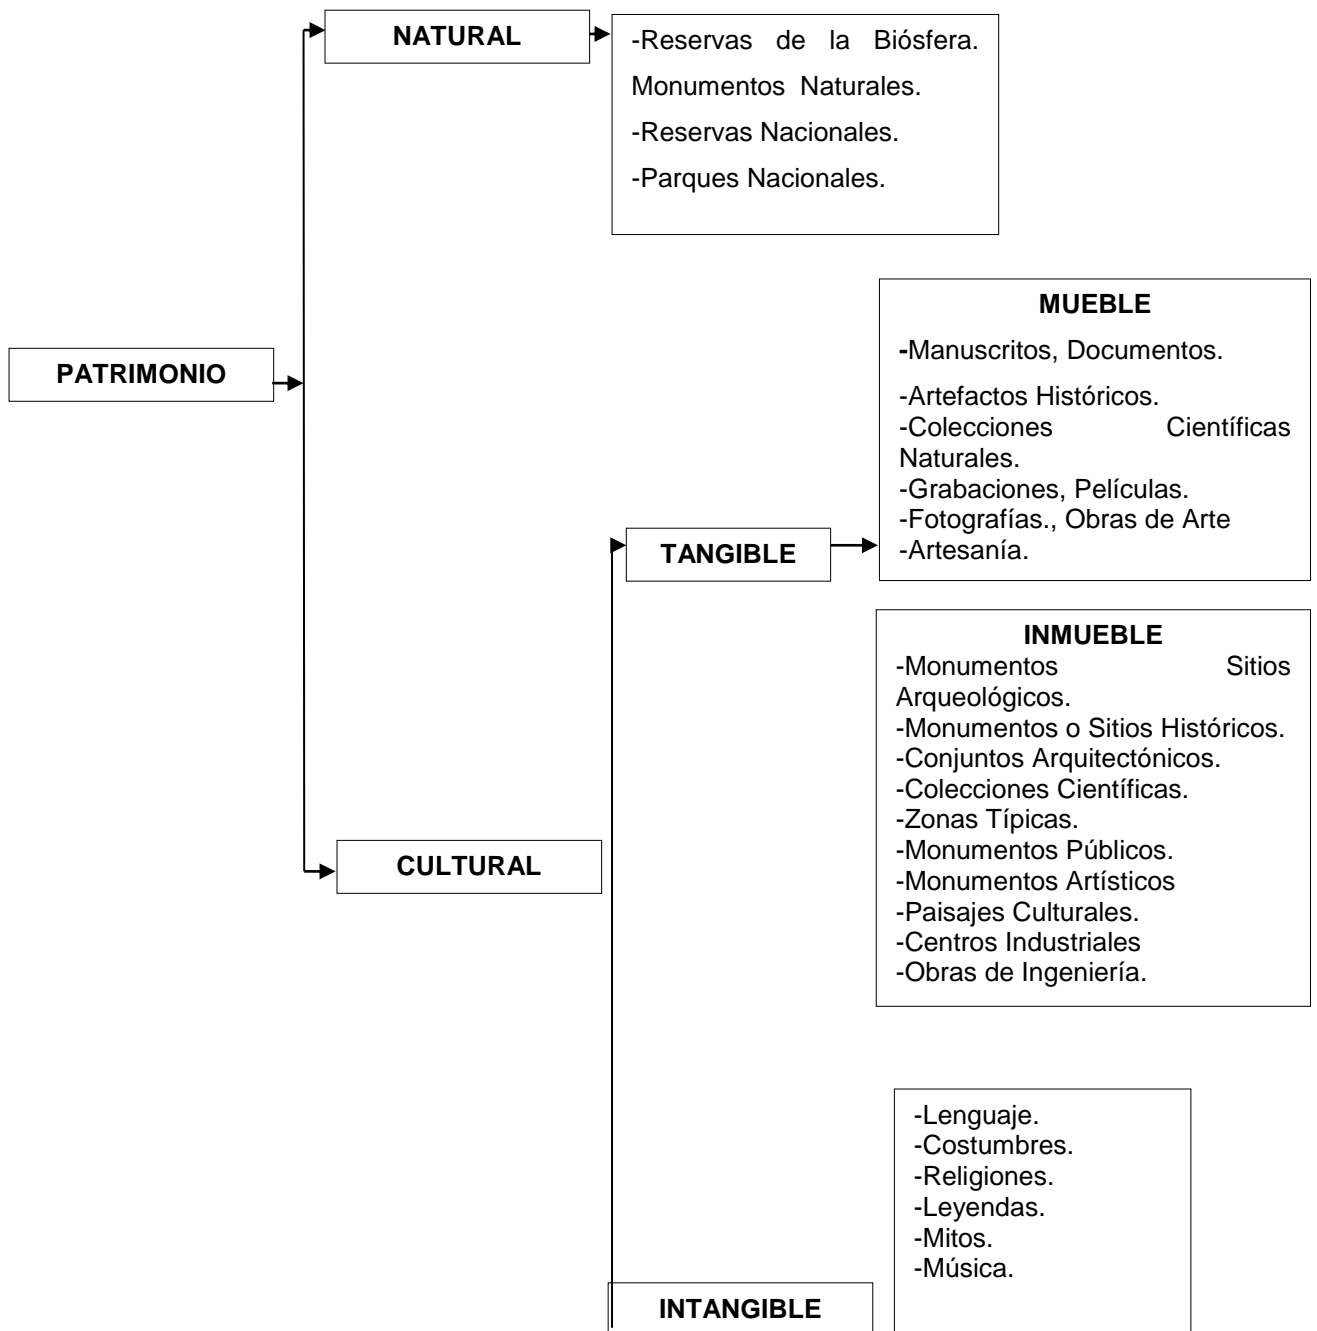 NATURAL
-Reservas de la Biósfera.
Monumentos Naturales.
-Reservas Nacionales.
-Parques Nacionales.
PATRIMONIO
MUEBLE
-Manuscritos, Documentos.
-Artefactos Históricos.
-Colecciones Científicas
Naturales.
-Grabaciones, Películas.
-Fotografías., Obras de Arte
-Artesanía.
TANGIBLE
INMUEBLE
-Monumentos Sitios
Arqueológicos.
-Monumentos o Sitios Históricos.
-Conjuntos Arquitectónicos.
-Colecciones Científicas.
-Zonas Típicas.
-Monumentos Públicos.
-Monumentos Artísticos
-Paisajes Culturales.
-Centros Industriales
-Obras de Ingeniería.
CULTURAL
-Lenguaje.
-Costumbres.
-Religiones.
-Leyendas.
-Mitos.
-Música.
INTANGIBLE